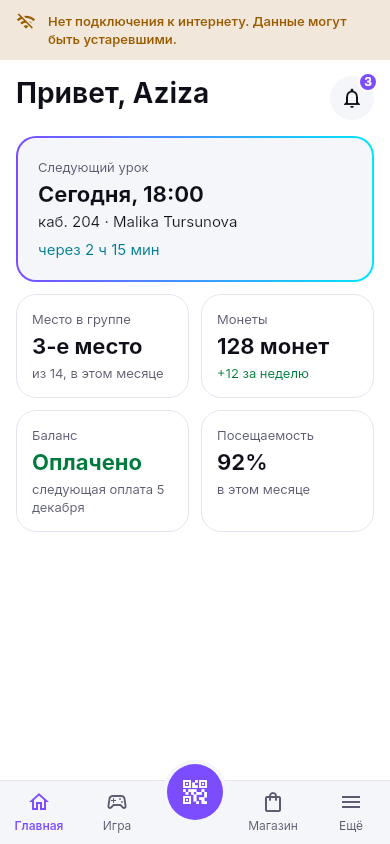 Нет подключения к интернету. Данные могут
быть устаревшими.
Привет, Aziza
3
Следующий урок
Сегодня, 18:00
каб. 204 · Malika Tursunova
через 2 ч 15 мин
Место в группе
3-е место
из 14, в этом месяце
Монеты
128 монет
+12 за неделю
Баланс
Оплачено
следующая оплата 5
декабря
Посещаемость
92%
в этом месяце
Главная
Игра
Магазин
Ещё